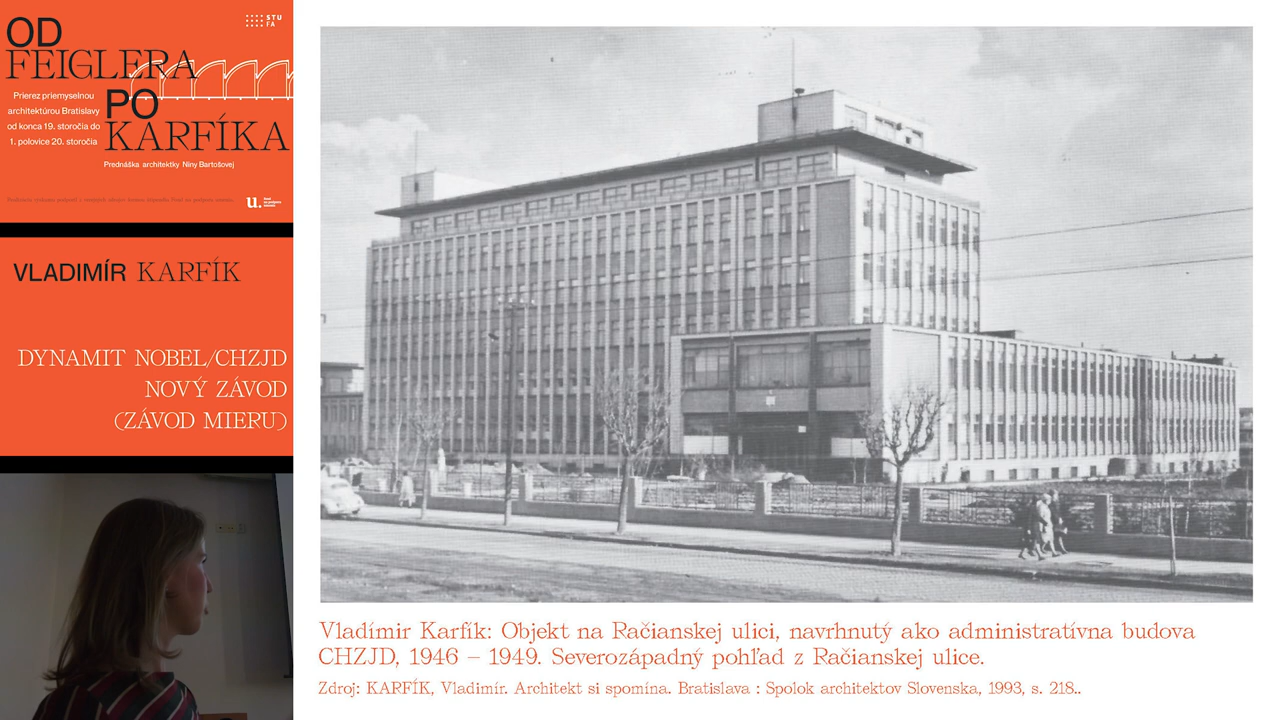 STU
FA
OD
FEIGLERA
PO
KARFÍKA
Prierez priemyselnou
architektúrou Bratislavy
od konca 19. storočia do
1. polovice 20. storočia
Prednáška architektky Niny Bartošovej
u.
VLADIMÍR KARFÍK
DYNAMIT NOBEL/CHZJD
NOVÝ ZÁVOD
(ZÁVOD MIERU)
Vladímir Karfík: Objekt na Račianskej ulici, navrhnutý ako administratívna budova
CHZJD, 1946 – 1949. Severozápadný pohľad z Račianskej ulice.
Zdroj: KARFÍK, Vladimír. Architekt si spomína. Bratislava : Spolok architektov Slovenska, 1993, s. 218..